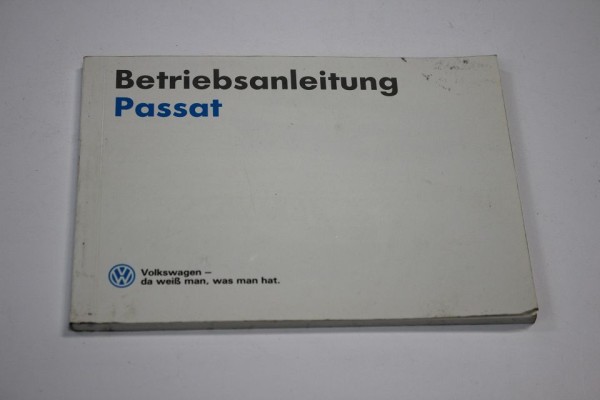 Betriebsanleitung
Passat
Volkswagen –
da weiß man, was man hat.